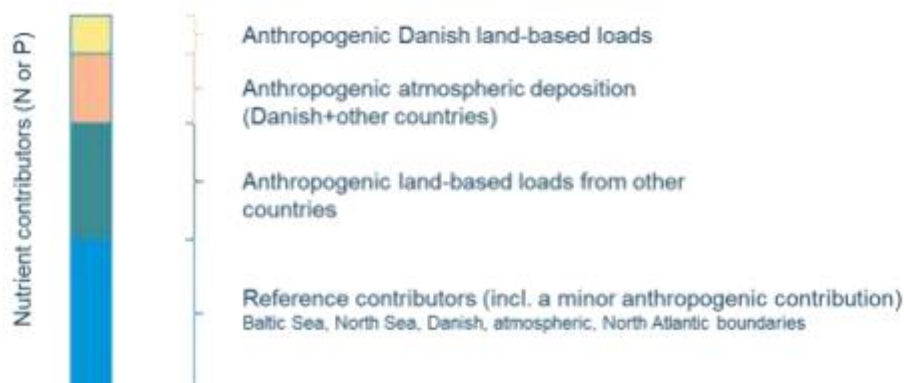 Nutrient contributors (N or P)
Anthropogenic Danish land-based loads
Anthropogenic atmospheric deposition
(Danish+other countries)
Anthropogenic land-based loads from other
countries
Reference contributors (incl. a minor anthropogenic contribution)
Baltic Sea, North Sea, Danish, atmospheric, North Atlantic boundaries